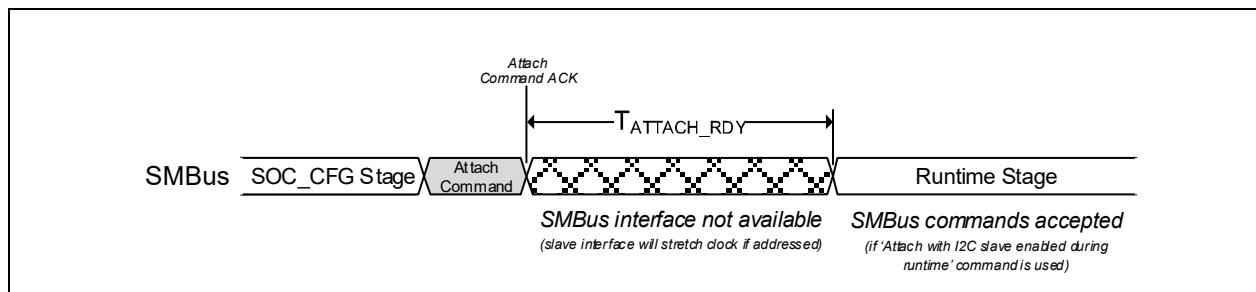 Attach
Command ACK
TATTACH_RDY
SMBus
SOC_CFG Stage
Attach
Command
Runtime Stage
SMBus interface not available
(slave interface will stretch clock if addressed)
SMBus commands accepted
(if ‘Attach with I2C slave enabled during
runtime’ command is used)